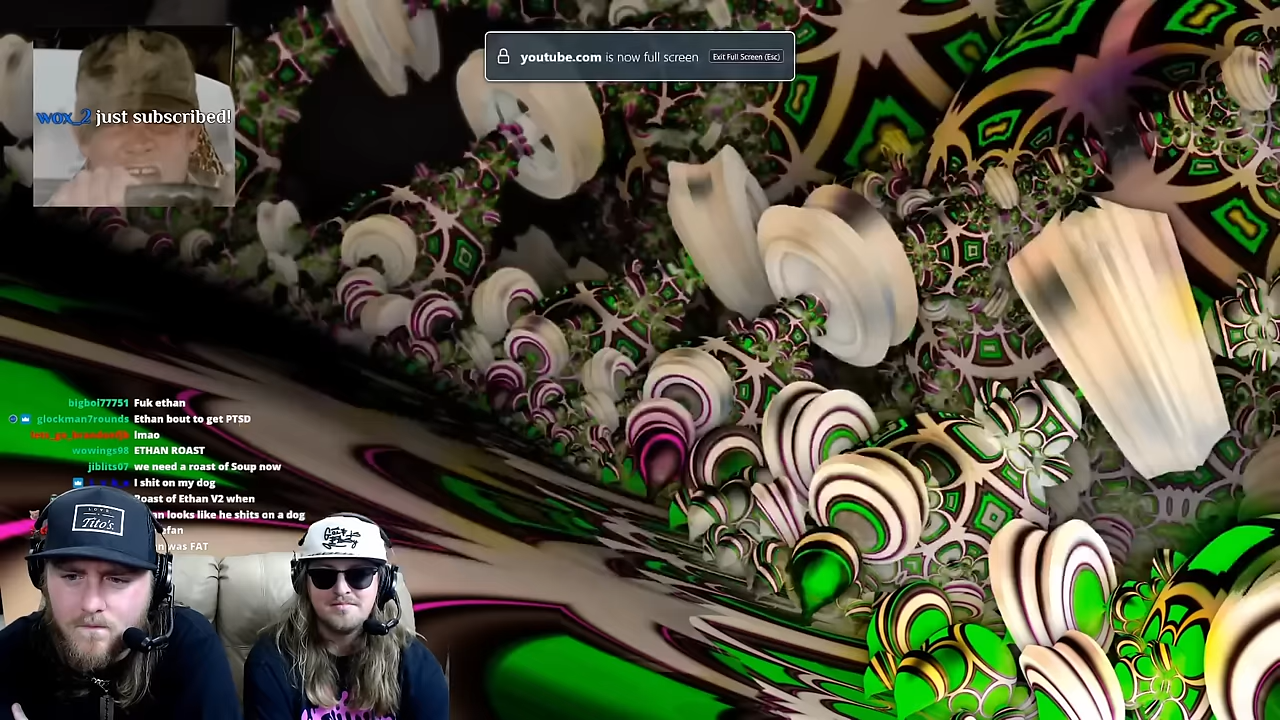 youtube.com is now full screen Exit Full Screen (Esc)
wox_2 just subscribed!
bigbol77751 Fuk ethan
glockman7rounds Ethan bout to get PTSD
lmao
wowings98 ETHAN ROAST
jiblits07 we need a roast of Soup now
I shit on my dog
Roast of Ethan V2 when
looks like he shits on a dog
was FAT
LOVE
Tito's